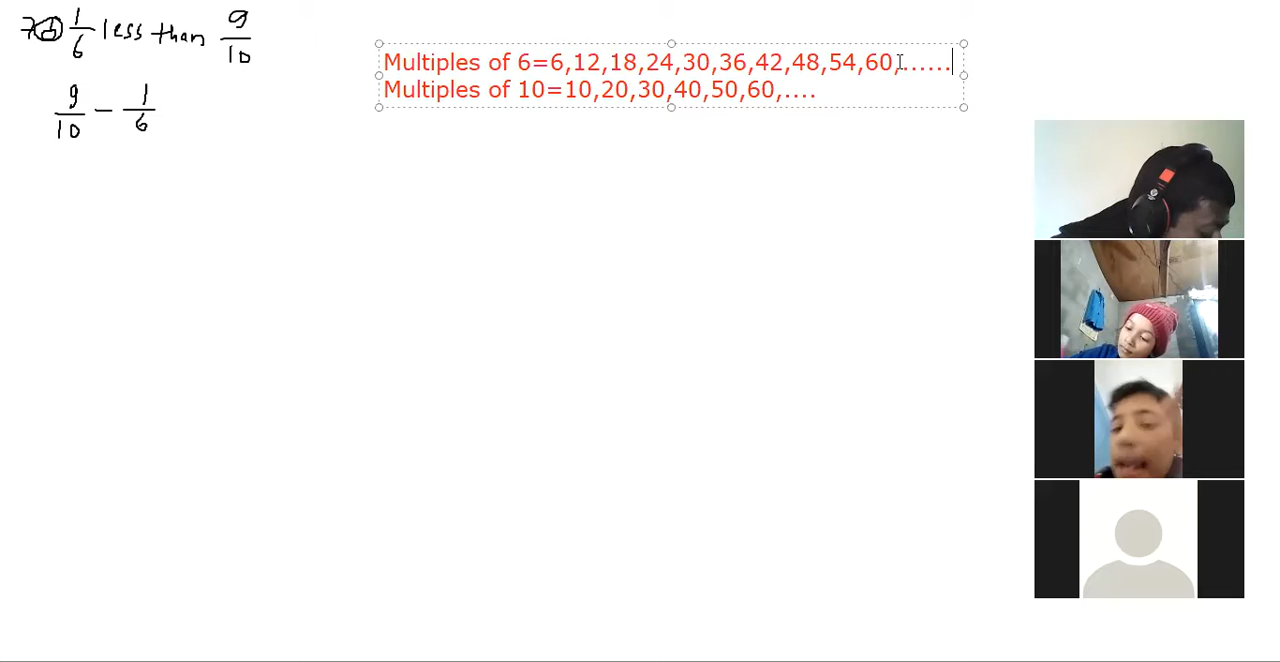 1/6 less than 9/10
9/10 - 1/6
Multiples of 6=6,12,18,24,30,36,42,48,54,60,......
Multiples of 10=10,20,30,40,50,60,....